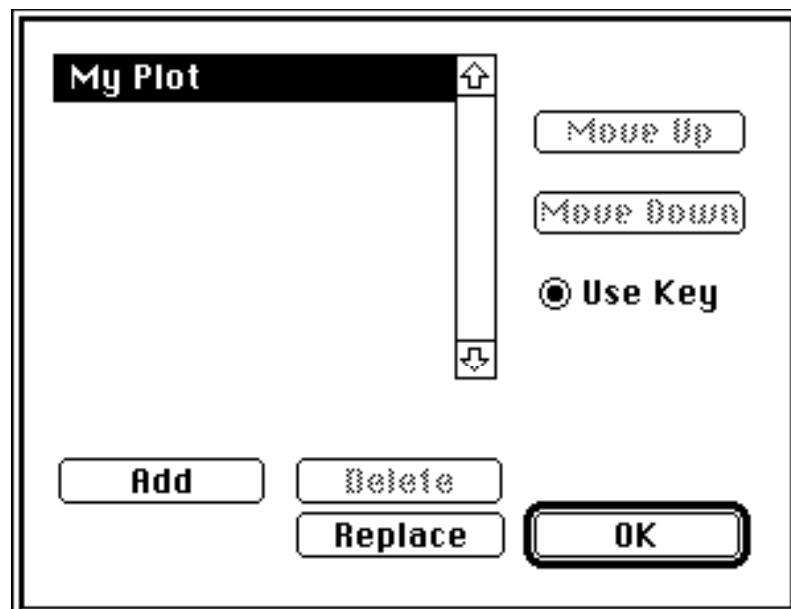 My Plot
Move Up
Move Down
Use Key
Add
Delete
Replace
OK